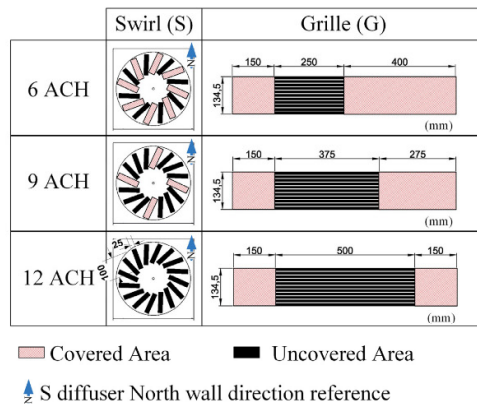 Swirl (S)
Grille (G)
6 ACH
N
150
250
400
134,5
(mm)
9 ACH
N
150
375
275
134,5
(mm)
12 ACH
N
25
100
150
500
150
134,5
(mm)
Covered Area
Uncovered Area
N
S diffuser North wall direction reference